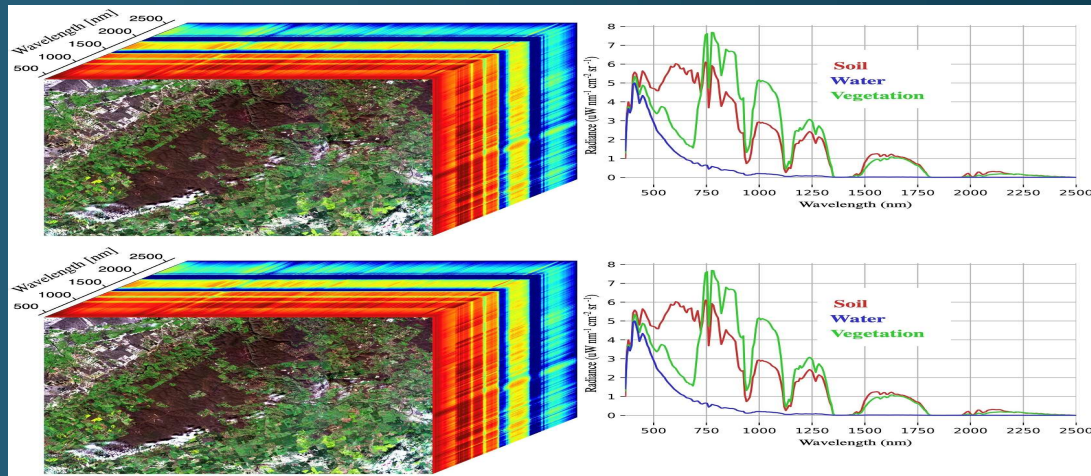 Wavelength [nm]
500
1000
1500
2000
2500
8
7
6
5
4
3
2
1
0
Radiance (uW nm⁻¹ cm⁻² sr⁻¹)
Soil
Water
Vegetation
500 750 1000 1250 1500 1750 2000 2250 2500
Wavelength (nm)
Wavelength [nm]
500
1000
1500
2000
2500
8
7
6
5
4
3
2
1
0
Radiance (uW nm⁻¹ cm⁻² sr⁻¹)
Soil
Water
Vegetation
500 750 1000 1250 1500 1750 2000 2250 2500
Wavelength (nm)